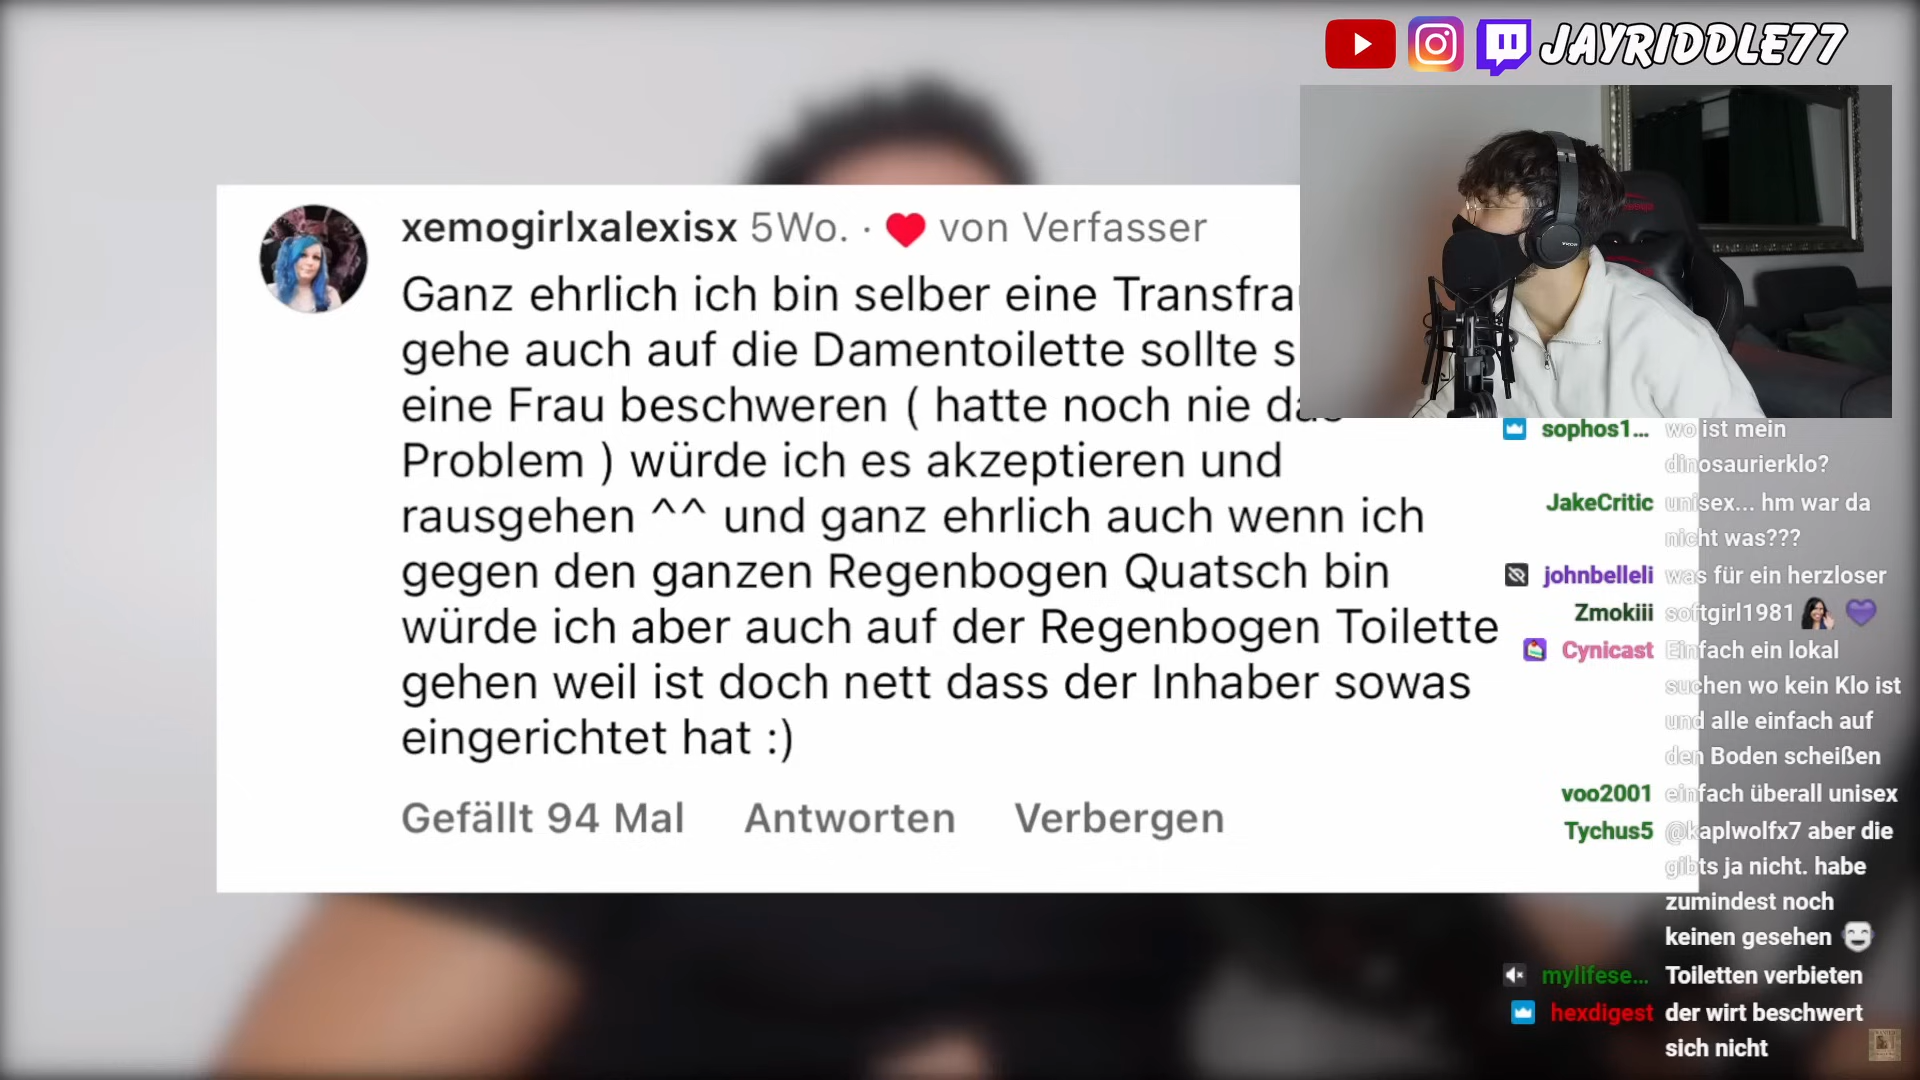 JAYRIDDLE77
xemogirlxalexisx 5Wo. · von Verfasser
Ganz ehrlich ich bin selber eine
gehe auch auf die Damentoilette sollte
eine Frau beschweren ( hatte noch nie
Problem ) würde ich es akzeptieren und
rausgehen ^^ und ganz ehrlich auch wenn ich
gegen den ganzen Regenbogen Quatsch bin
würde ich aber auch auf der Regenbogen Toilette
gehen weil ist doch nett dass der Inhaber sowas
eingerichtet hat :)
Gefällt 94 Mal Antworten Verbergen
sophos1... wo ist mein
dinosaurierklo?
JakeCritic unisex... hm war da
nicht was???
johnbelleli was für ein herzloser
Zmokiii softgirl1981
Cynicast Einfach ein lokal
suchen wo kein Klo ist
und alle einfach auf
den Boden scheißen
voo2001 einfach überall unisex
Tychus5 @kaplwolfx7 aber die
gibts ja nicht. habe
zumindest noch
keinen gesehen
mylifese... Toiletten verbieten
hexdigest der wirt beschwert
sich nicht